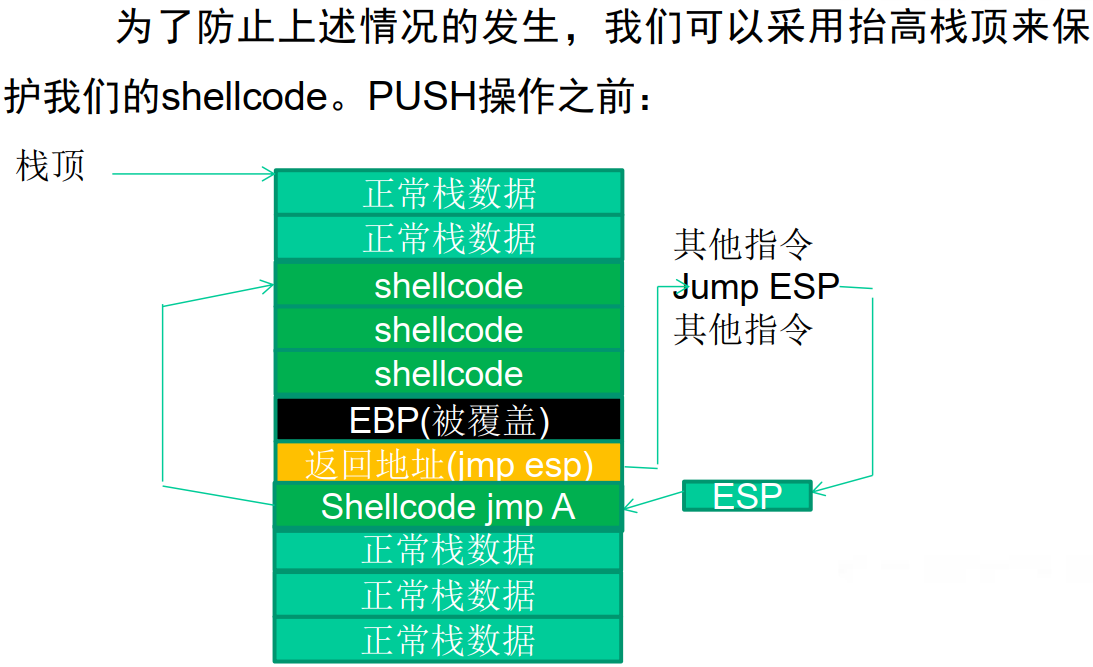 为了防止上述情况的发生，我们可以采用抬高栈顶来保
护我们的shellcode。PUSH操作之前：
栈顶
正常栈数据
正常栈数据
shellcode
shellcode
shellcode
EBP(被覆盖)
返回地址(jmp esp)
Shellcode jmp A
正常栈数据
正常栈数据
正常栈数据
其他指令
Jump ESP
其他指令
ESP